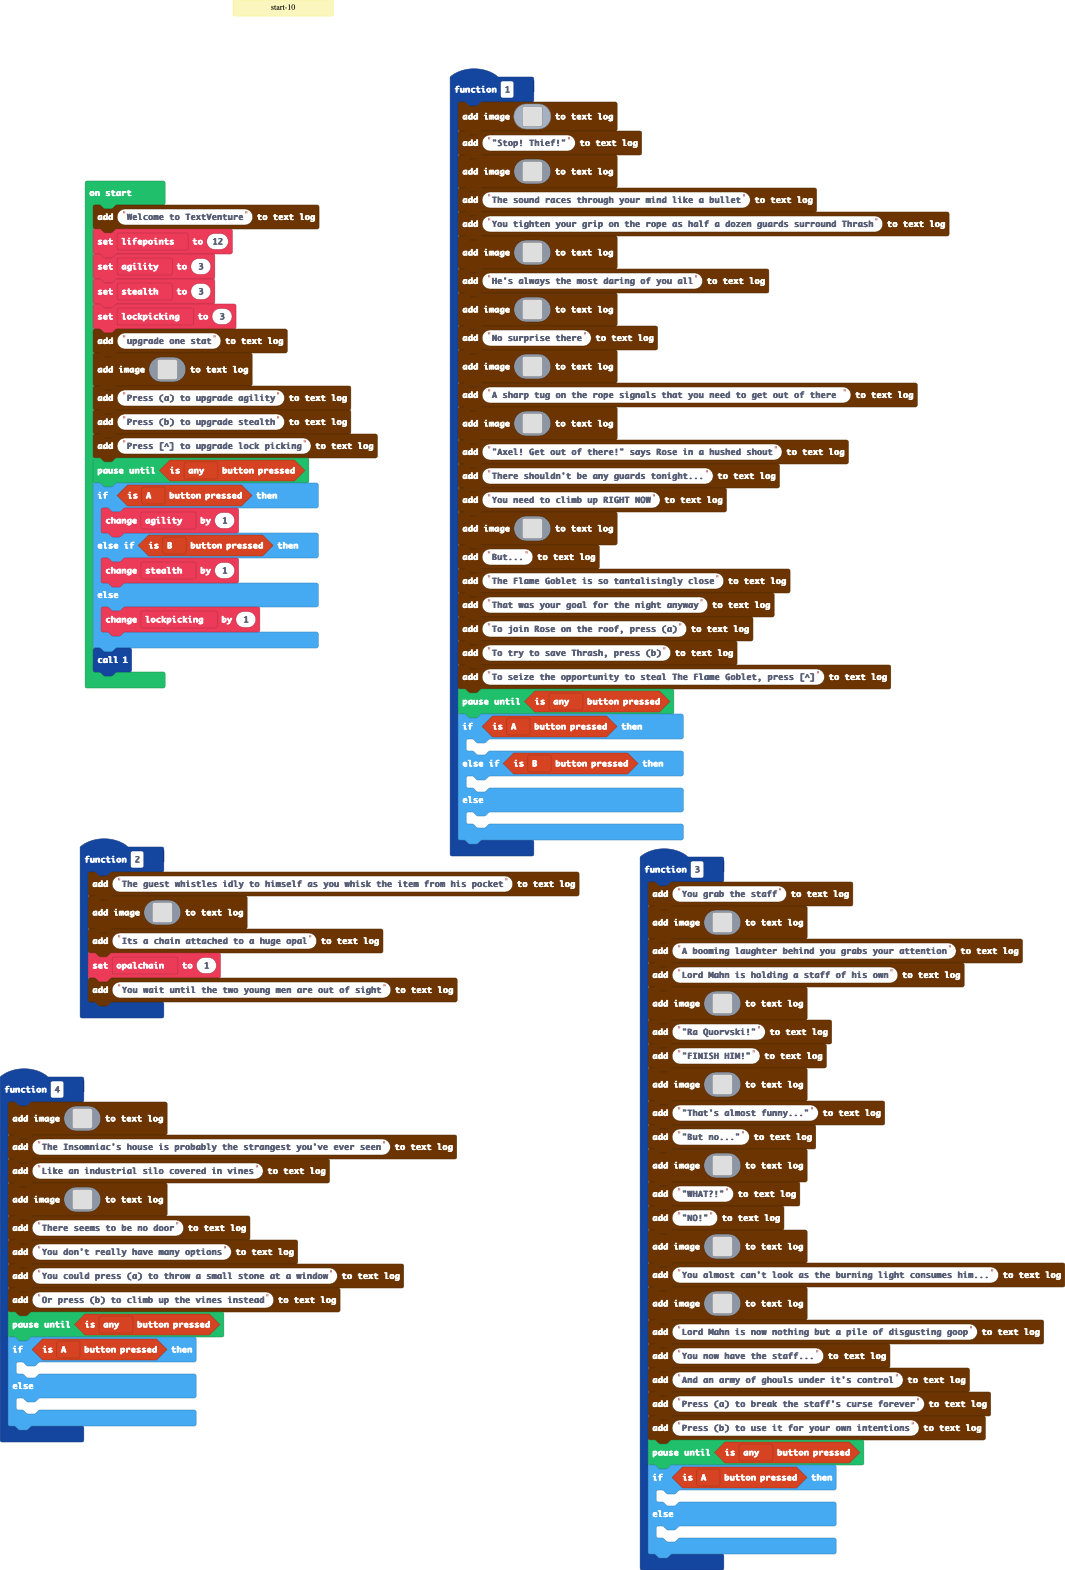 start-10
on start
add "Welcome to TextVenture" to text log
set lifepoints to 12
set agility to 3
set stealth to 3
set lockpicking to 3
add "upgrade one stat" to text log
add image to text log
add "Press (a) to upgrade agility" to text log
add "Press (b) to upgrade stealth" to text log
add "Press [^] to upgrade lock picking" to text log
pause until is any button pressed
if is A button pressed then
change agility by 1
else if is B button pressed then
change stealth by 1
else
change lockpicking by 1
call 1
function 1
add image to text log
add ""Stop! Thief!"" to text log
add image to text log
add "The sound races through your mind like a bullet" to text log
add "You tighten your grip on the rope as half a dozen guards surround Thrash" to text log
add image to text log
add "He's always the most daring of you all" to text log
add image to text log
add "No surprise there" to text log
add image to text log
add "A sharp tug on the rope signals that you need to get out of there " to text log
add image to text log
add ""Axel! Get out of there!" says Rose in a hushed shout" to text log
add "There shouldn't be any guards tonight..." to text log
add "You need to climb up RIGHT NOW" to text log
add image to text log
add "But..." to text log
add "The Flame Goblet is so tantalisingly close" to text log
add "That was your goal for the night anyway" to text log
add "To join Rose on the roof, press (a)" to text log
add "To try to save Thrash, press (b)" to text log
add "To seize the opportunity to steal The Flame Goblet, press [^]" to text log
pause until is any button pressed
if is A button pressed then
else if is B button pressed then
else
function 2
add "The guest whistles idly to himself as you whisk the item from his pocket" to text log
add image to text log
add "Its a chain attached to a huge opal" to text log
set opalchain to 1
add "You wait until the two young men are out of sight" to text log
function 3
add "You grab the staff" to text log
add image to text log
add "A booming laughter behind you grabs your attention" to text log
add "Lord Mahn is holding a staff of his own" to text log
add image to text log
add ""Ra Quorvski!"" to text log
add ""FINISH HIM!"" to text log
add image to text log
add ""That's almost funny..."" to text log
add ""But no..."" to text log
add image to text log
add ""WHAT?!"" to text log
add ""NO!"" to text log
add image to text log
add "You almost can't look as the burning light consumes him..." to text log
add image to text log
add "Lord Mahn is now nothing but a pile of disgusting goop" to text log
add "You now have the staff..." to text log
add "And an army of ghouls under it's control" to text log
add "Press (a) to break the staff's curse forever" to text log
add "Press (b) to use it for your own intentions" to text log
pause until is any button pressed
if is A button pressed then
else
function 4
add image to text log
add "The Insomniac's house is probably the strangest you've ever seen" to text log
add "Like an industrial silo covered in vines" to text log
add image to text log
add "There seems to be no door" to text log
add "You don't really have many options" to text log
add "You could press (a) to throw a small stone at a window" to text log
add "Or press (b) to climb up the vines instead" to text log
pause until is any button pressed
if is A button pressed then
else